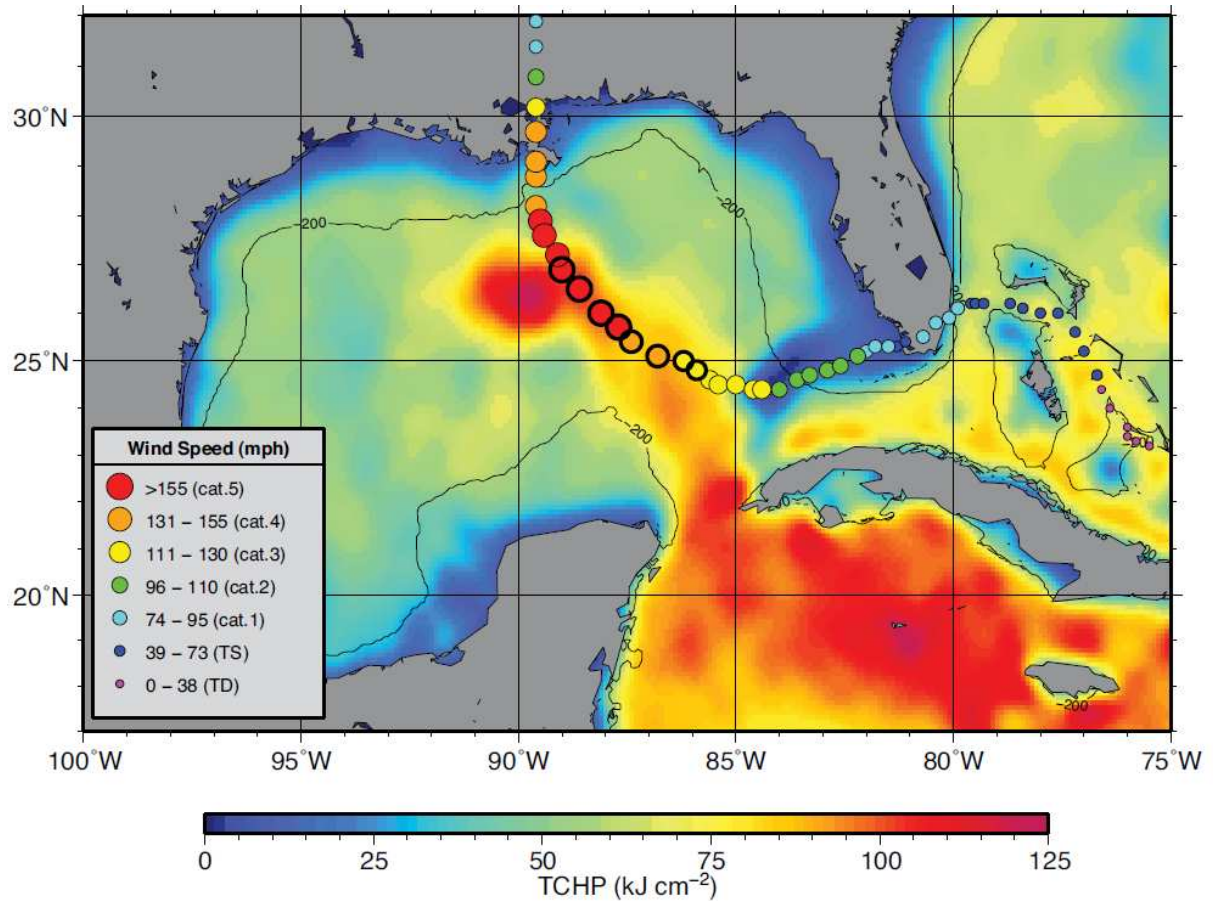 30°N
25°N
20°N
-200
-200
-200
-200
Wind Speed (mph)
>155 (cat.5)
131 – 155 (cat.4)
111 – 130 (cat.3)
96 – 110 (cat.2)
74 – 95 (cat.1)
39 – 73 (TS)
0 – 38 (TD)
100°W
95°W
90°W
85°W
80°W
75°W
0
25
50
75
100
125
TCHP (kJ cm⁻²)